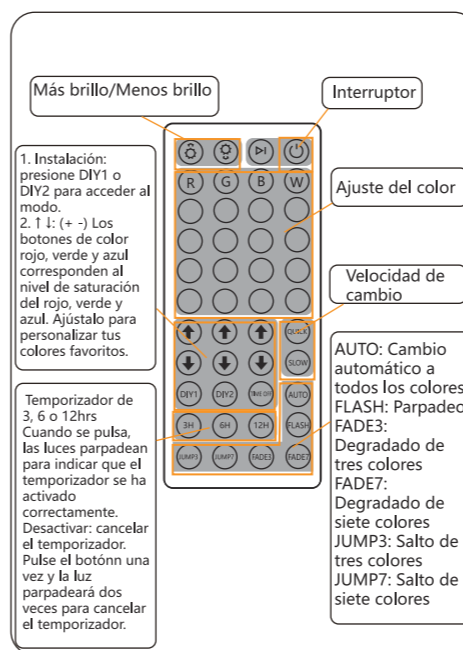 Más brillo/Menos brillo
Interruptor
1. Instalación:
presione DIY1 o
DIY2 para acceder al
modo.
2. ↑↓: (+ -) Los
botones de color
rojo, verde y azul
corresponden al
nivel de saturación
del rojo, verde y
azul. Ajústalo para
personalizar tus
colores favoritos.
R G B W
Ajuste del color
Velocidad de
cambio
QUICK
SLOW
DIY1 DIY2 TIME OFF AUTO
3H 6H 12H FLASH
JUMP3 JUMP7 FADE3 FADE7
Temporizador de
3, 6 o 12hrs
Cuando se pulsa,
las luces parpadean
para indicar que el
temporizador se ha
activado
correctamente.
Desactivar: cancelar
el temporizador.
Pulse el botónn una
vez y la luz
parpadeará dos
veces para cancelar
el temporizador.
AUTO: Cambio
automático a
todos los colores
FLASH: Parpadeo
FADE3:
Degradado de
tres colores
FADE7:
Degradado de
siete colores
JUMP3: Salto de
tres colores
JUMP7: Salto de
siete colores